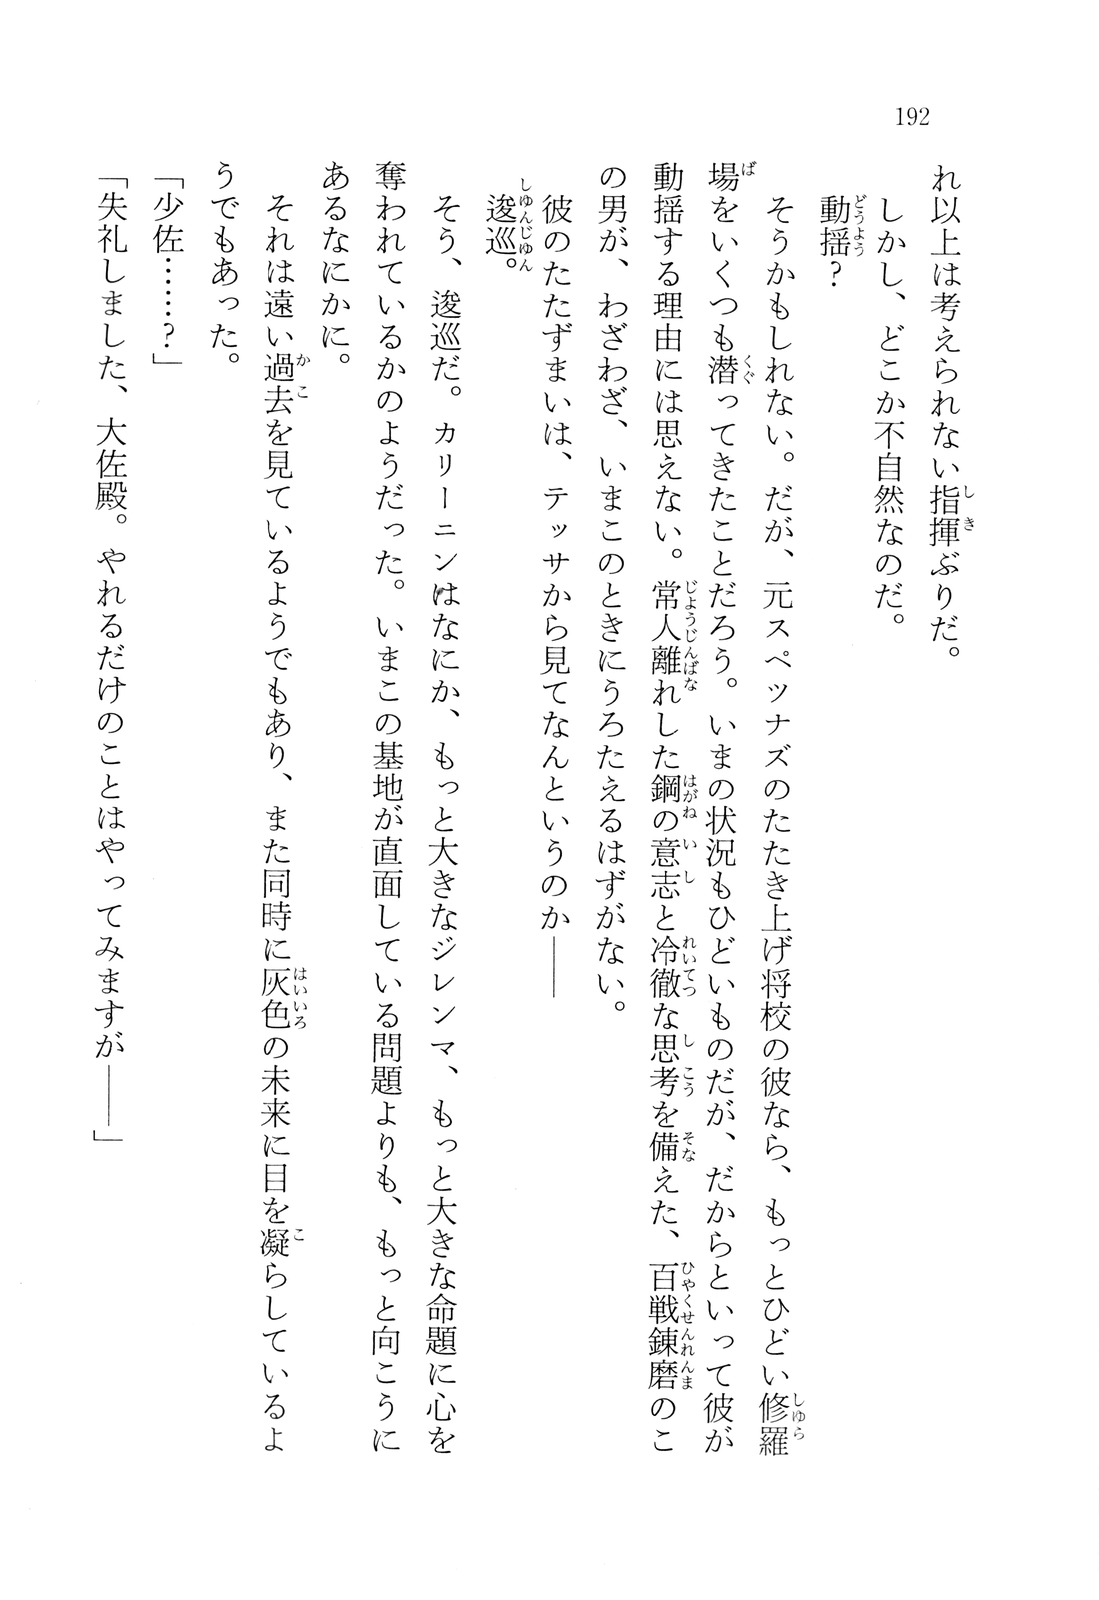 192
れ以上は考えられない指揮ぶりだ。
しかし、どこか不自然なのだ。
動揺？
そうかもしれない。だが、元スペツナズのたたき上げ将校の彼なら、もっとひどい修羅
場をいくつも潜ってきたことだろう。いまの状況もひどいものだが、だからといって彼が
動揺する理由には思えない。常人離れした鋼の意志と冷徹な思考を備えた、百戦錬磨のこ
の男が、わざわざ、いまこのときにうろたえるはずがない。
彼のたたずまいは、テッサから見てなんというのか――
逡巡。
そう、逡巡だ。カリーニンはなにか、もっと大きなジレンマ、もっと大きな命題に心を
奪われているかのようだった。いまこの基地が直面している問題よりも、もっと向こうに
あるなにかに。
それは遠い過去を見ているようでもあり、また同時に灰色の未来に目を凝らしているよ
うでもあった。
「少佐……？」
「失礼しました、大佐殿。やれるだけのことはやってみますが――」